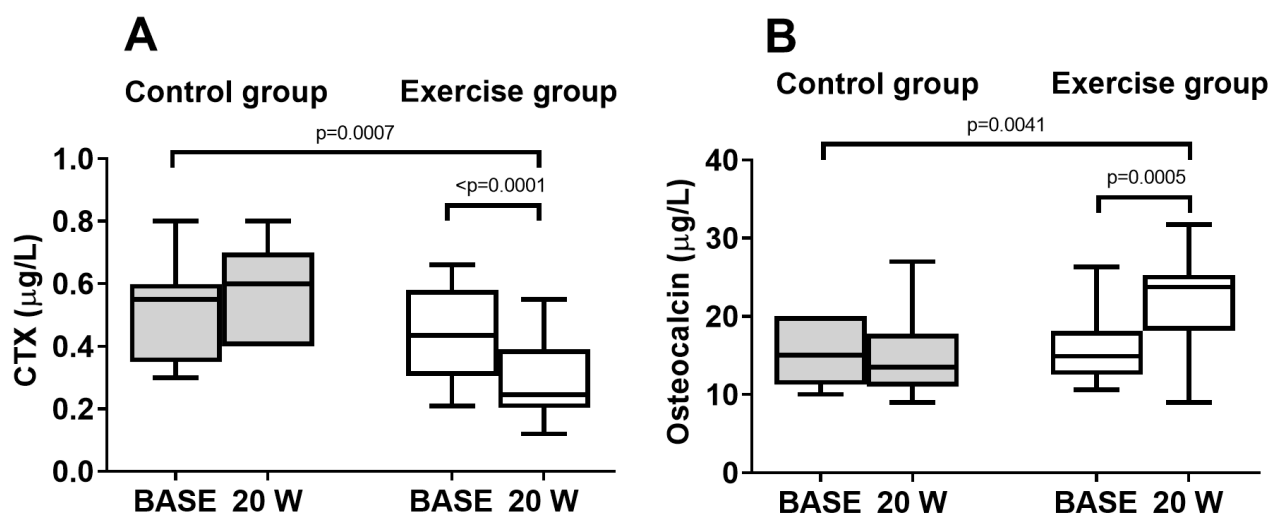 A
Control group Exercise group
p=0.0007
<p=0.0001
CTX (μg/L)
1.0
0.8
0.6
0.4
0.2
0.0
BASE 20 W BASE 20 W
B
Control group Exercise group
p=0.0041
p=0.0005
Osteocalcin (μg/L)
40
30
20
10
0
BASE 20 W BASE 20 W